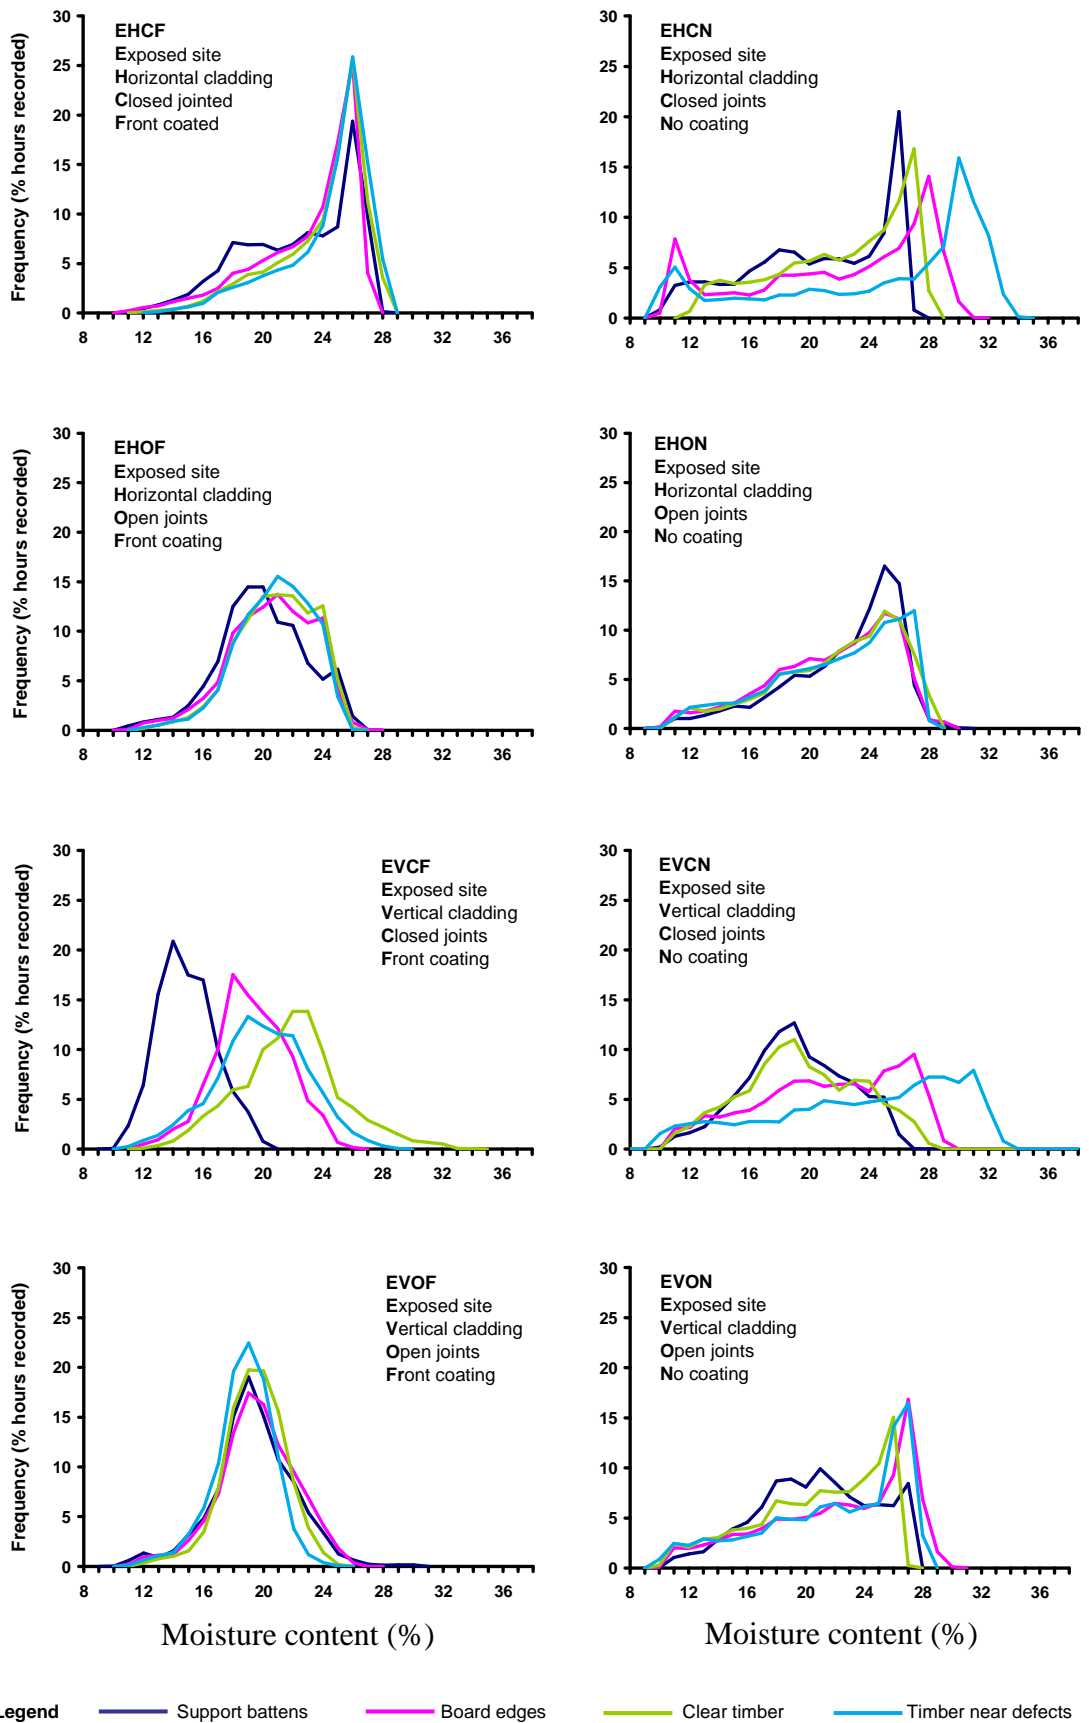 Frequency (% hours recorded)
30
25
20
15
10
5
0
8 12 16 20 24 28 32 36
EHCF
Exposed site
Horizontal cladding
Closed jointed
Front coated
30
25
20
15
10
5
0
8 12 16 20 24 28 32 36
EHCN
Exposed site
Horizontal cladding
Closed joints
No coating
Frequency (% hours recorded)
30
25
20
15
10
5
0
8 12 16 20 24 28 32 36
EHOF
Exposed site
Horizontal cladding
Open joints
Front coating
30
25
20
15
10
5
0
8 12 16 20 24 28 32 36
EHON
Exposed site
Horizontal cladding
Open joints
No coating
Frequency (% hours recorded)
30
25
20
15
10
5
0
8 12 16 20 24 28 32 36
EVCF
Exposed site
Vertical cladding
Closed joints
Front coating
30
25
20
15
10
5
0
8 12 16 20 24 28 32 36
EVCN
Exposed site
Vertical cladding
Closed joints
No coating
Frequency (% hours recorded)
30
25
20
15
10
5
0
8 12 16 20 24 28 32 36
EVOF
Exposed site
Vertical cladding
Open joints
Front coating
Moisture content (%)
30
25
20
15
10
5
0
8 12 16 20 24 28 32 36
EVON
Exposed site
Vertical cladding
Open joints
No coating
Moisture content (%)
Legend Support battens Board edges Clear timber Timber near defects